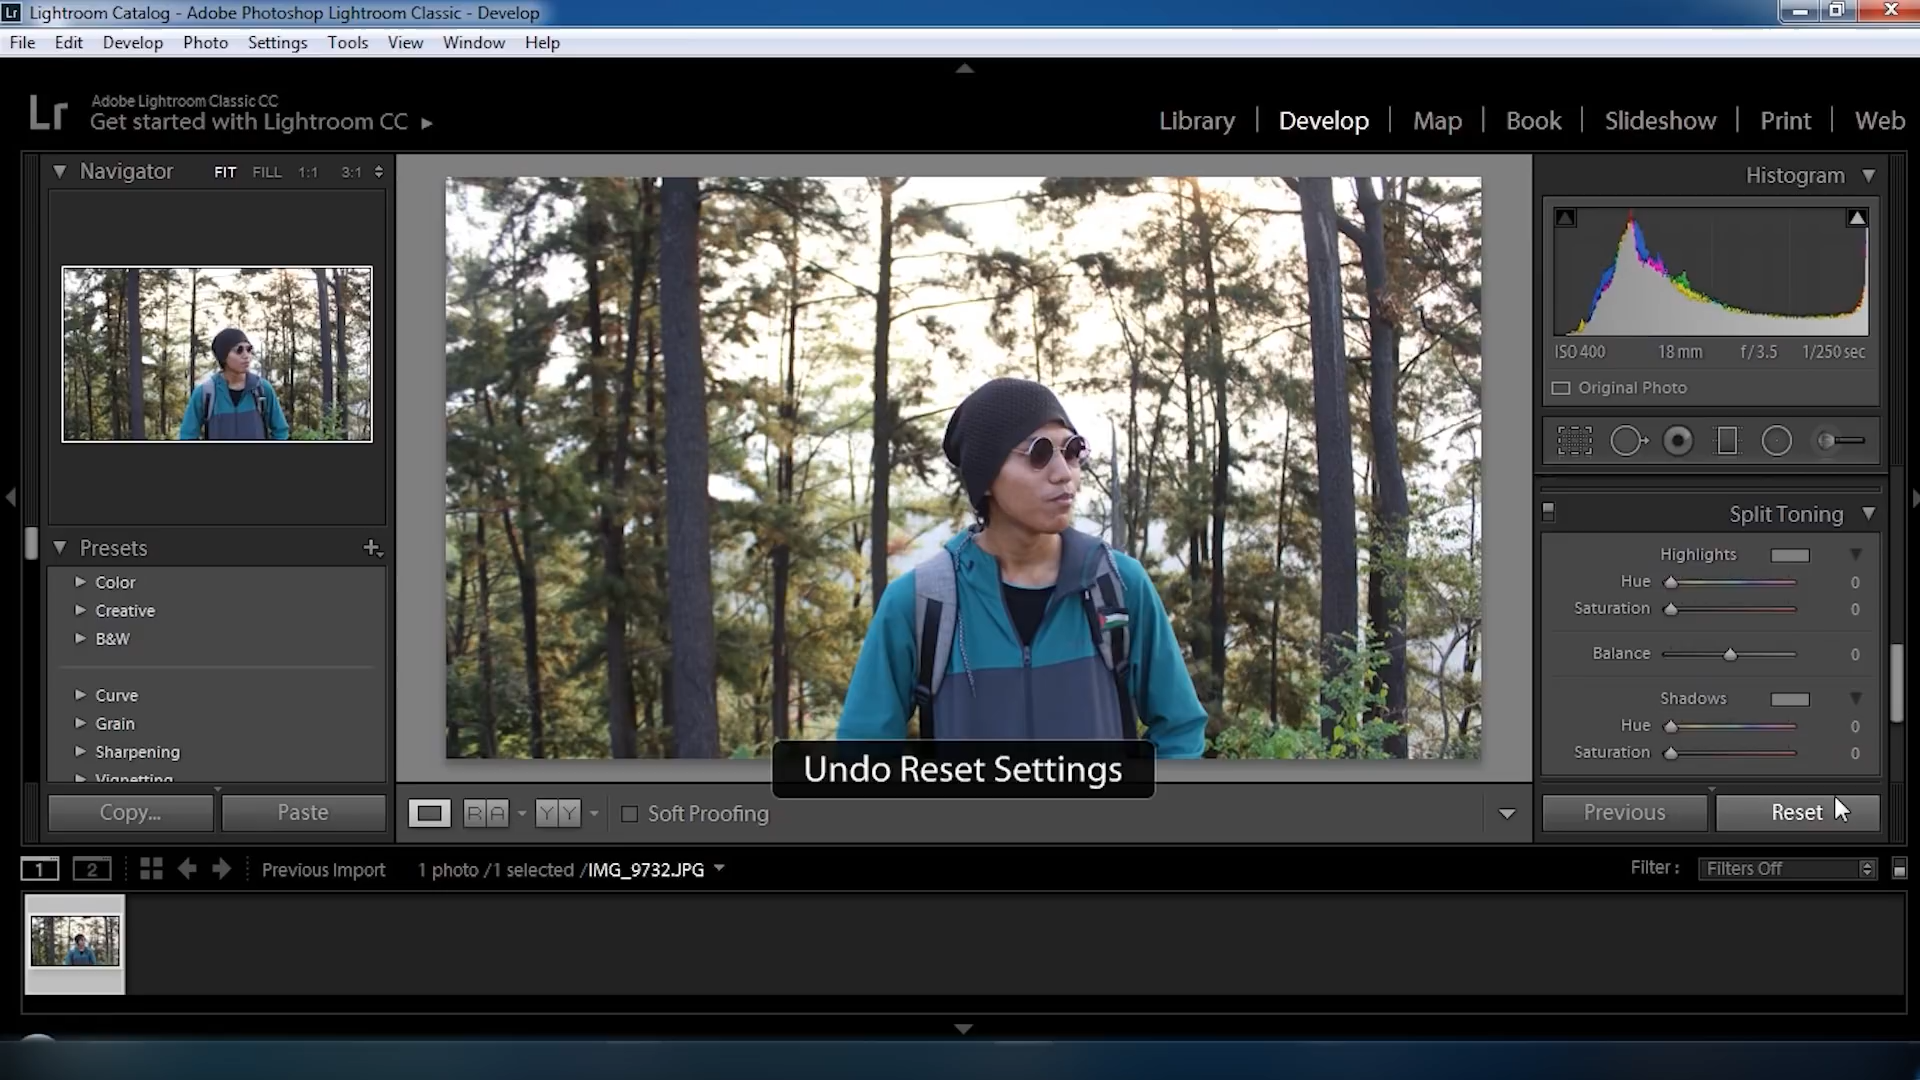 Lr Lightroom Catalog - Adobe Photoshop Lightroom Classic - Develop
File Edit Develop Photo Settings Tools View Window Help
Lr Adobe Lightroom Classic CC
Get started with Lightroom CC
Library | Develop | Map | Book | Slideshow | Print | Web
Navigator FIT FILL 1:1 3:1
Histogram
ISO 400 18 mm f / 3.5 1/250 sec
Original Photo
Presets
Color
Creative
B&W
Curve
Grain
Sharpening
Vignetting
Copy... Paste
Split Toning
Highlights
Hue 0
Saturation 0
Balance 0
Shadows
Hue 0
Saturation 0
Undo Reset Settings
R A Y Y Soft Proofing
Previous Reset
1 2 Previous Import 1 photo / 1 selected / IMG_9732.JPG
Filter : Filters Off